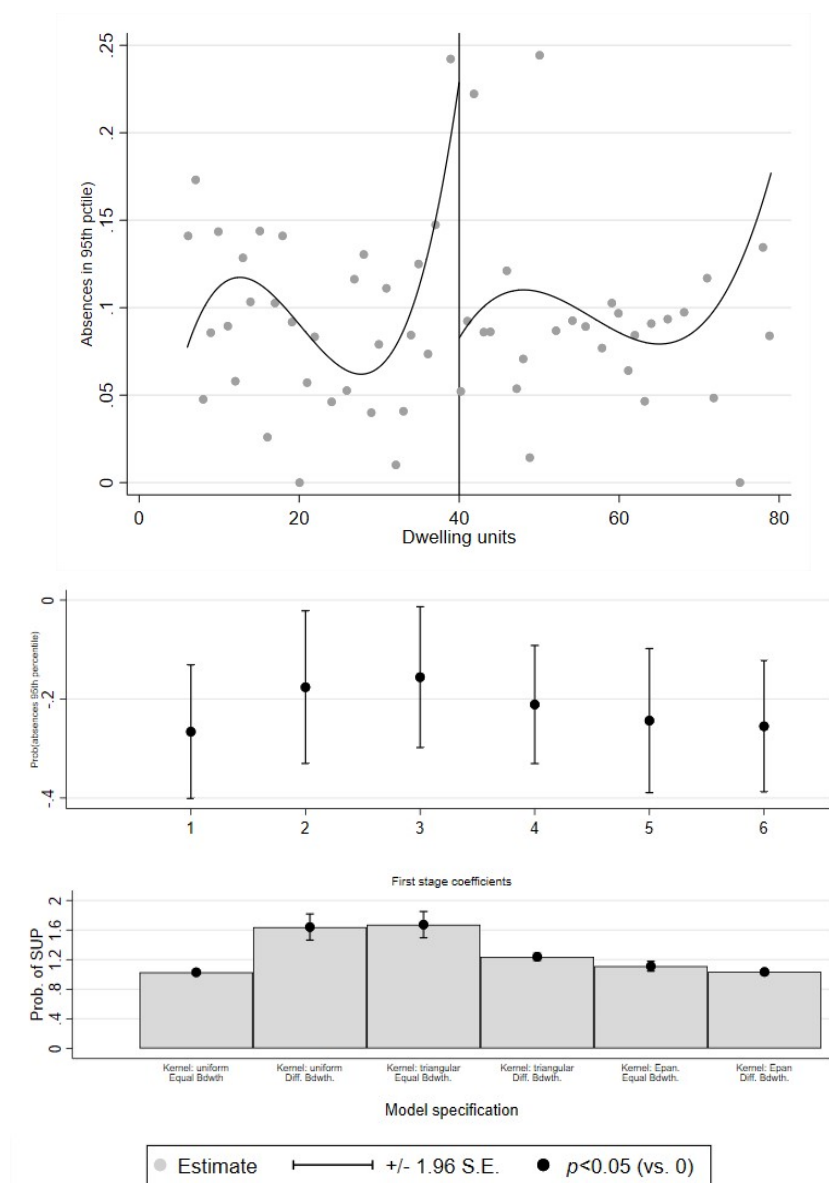 Absences in 95th pctile)
.25
.2
.15
.1
.05
0
0 20 40 60 80
Dwelling units
Prob(absences 95th percentile)
0
-.2
-.4
1 2 3 4 5 6
First stage coefficients
Prob. of SUP
2
1.6
1.2
.8
.4
0
Kernel: uniform Kernel: uniform Kernel: triangular Kernel: triangular Kernel: Epan. Kernel: Epan
Equal Bdwth Diff. Bdwth. Equal Bdwth. Diff. Bdwth. Equal Bdwth. Diff. Bdwth.
Model specification
Estimate +/- 1.96 S.E. p<0.05 (vs. 0)